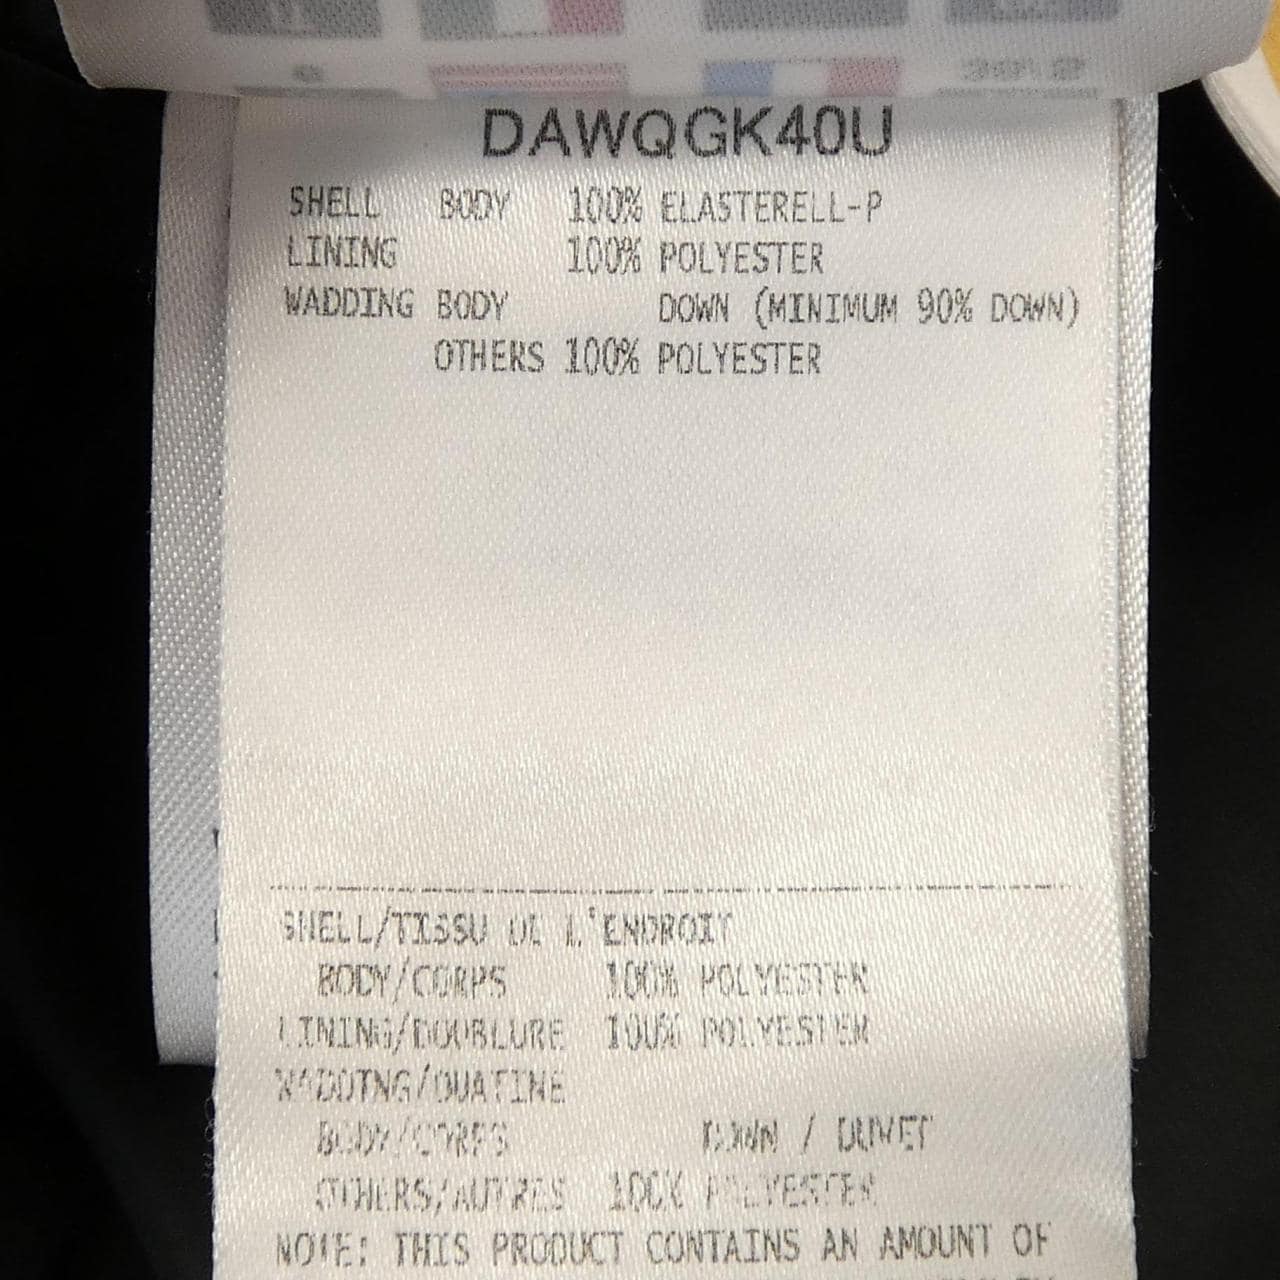 DAWQGK40U
SHELL BODY 100% ELASTERELL-P
LINING 100% POLYESTER
WADDING BODY DOWN (MINIMUM 90% DOWN)
OTHERS 100% POLYESTER
SHELL/TISSU DE L'ENDROIT
BODY/CORPS 100% POLYESTER
LINING/DOUBLURE 100% POLYESTER
WADDING/OUATINE
BODY/CORPS DOWN / DUVET
OTHERS/AUTRES 100% POLYESTER
NOTE: THIS PRODUCT CONTAINS AN AMOUNT OF